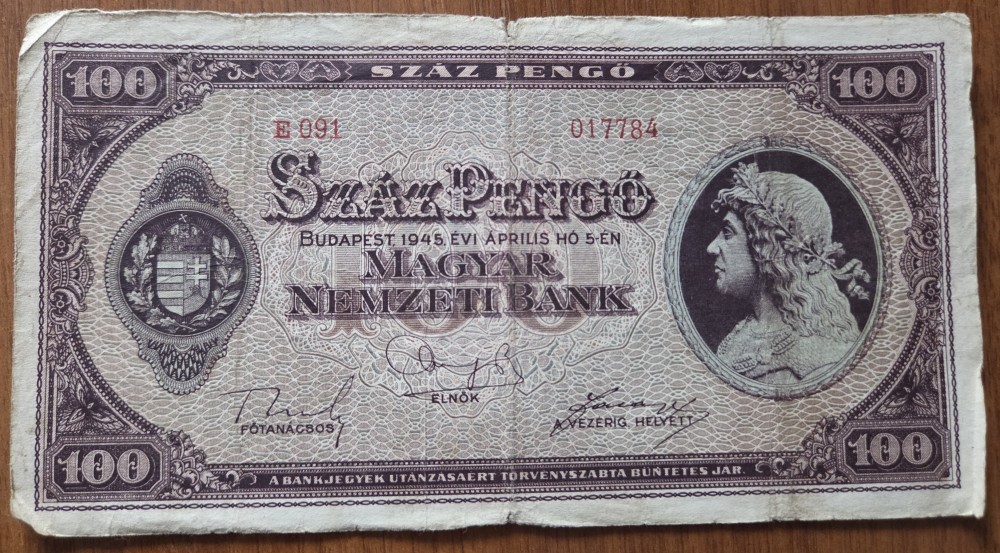 100 SZÁZ PENGŐ 100
E 091 017784
SZÁZ PENGŐ
BUDAPEST, 1945. ÉVI ÁPRILIS HÓ 5-ÉN
MAGYAR
NEMZETI BANK
100
FŐTANÁCSOS ELNÖK A VEZÉRIG. HELYETT
100 100
A BANKJEGYEK UTÁNZÁSÁÉRT TÖRVÉNYSZABTA BÜNTETÉS JÁR.